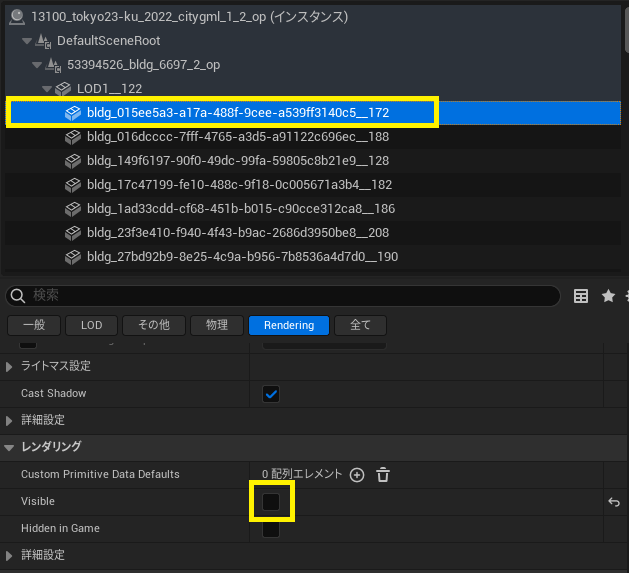 13100_tokyo23-ku_2022_citygml_1_2_op (インスタンス)
DefaultSceneRoot
53394526_bldg_6697_2_op
LOD1__122
bldg_015ee5a3-a17a-488f-9cee-a539ff3140c5__172
bldg_016dcccc-7fff-4765-a3d5-a91122c696ec__188
bldg_149f6197-90f0-49dc-99fa-59805c8b21e9__128
bldg_17c47199-fe10-488c-9f18-0c005671a3b4__182
bldg_1ad33cdd-cf68-451b-b015-c90cce312ca8__186
bldg_23f3e410-f940-4f43-b9ac-2686d3950be8__208
bldg_27bd92b9-8e25-4c9a-b956-7b8536a4d7d0__190
検索
一般 LOD その他 物理 Rendering 全て
ライトマス設定
Cast Shadow
詳細設定
レンダリング
Custom Primitive Data Defaults 0 配列エレメント
Visible
Hidden in Game
詳細設定